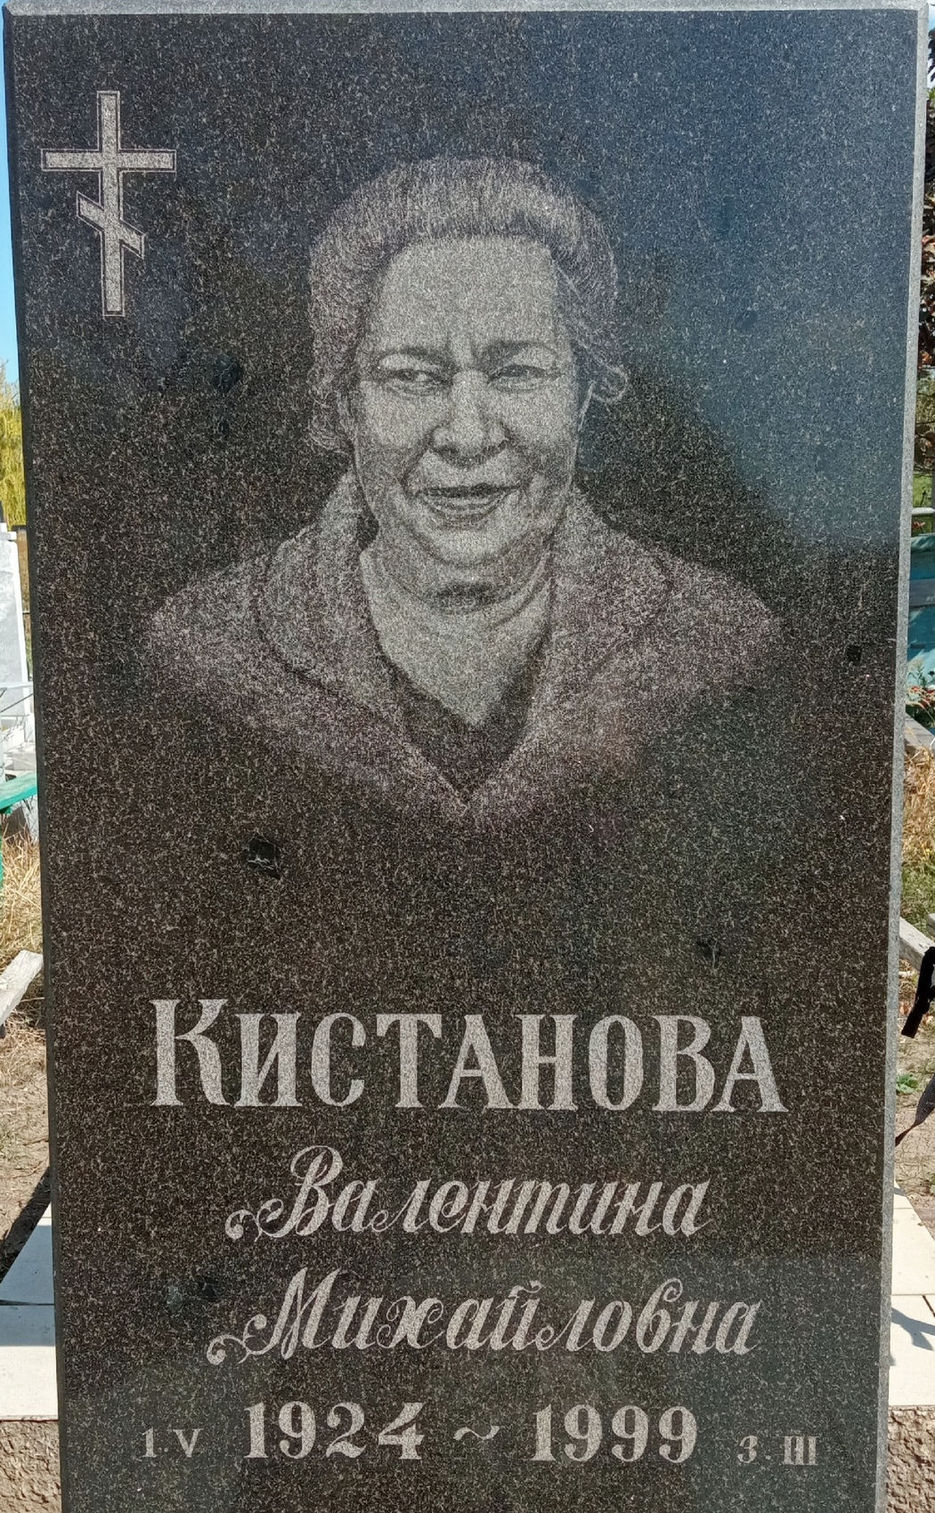 КИСТАНОВА
Валентина
Михайловна
1.V 1924 ~ 1999 3.III